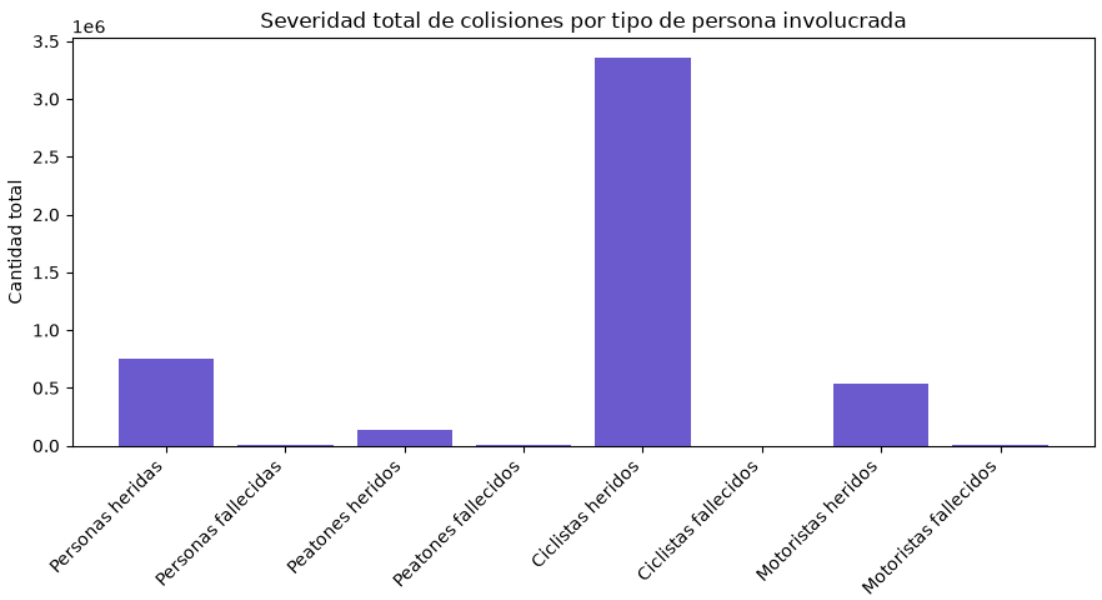 Severidad total de colisiones por tipo de persona involucrada
1e6
3.5
3.0
2.5
2.0
1.5
1.0
0.5
0.0
Cantidad total
Personas heridas
Personas fallecidas
Peatones heridos
Peatones fallecidos
Ciclistas heridos
Ciclistas fallecidos
Motoristas heridos
Motoristas fallecidos